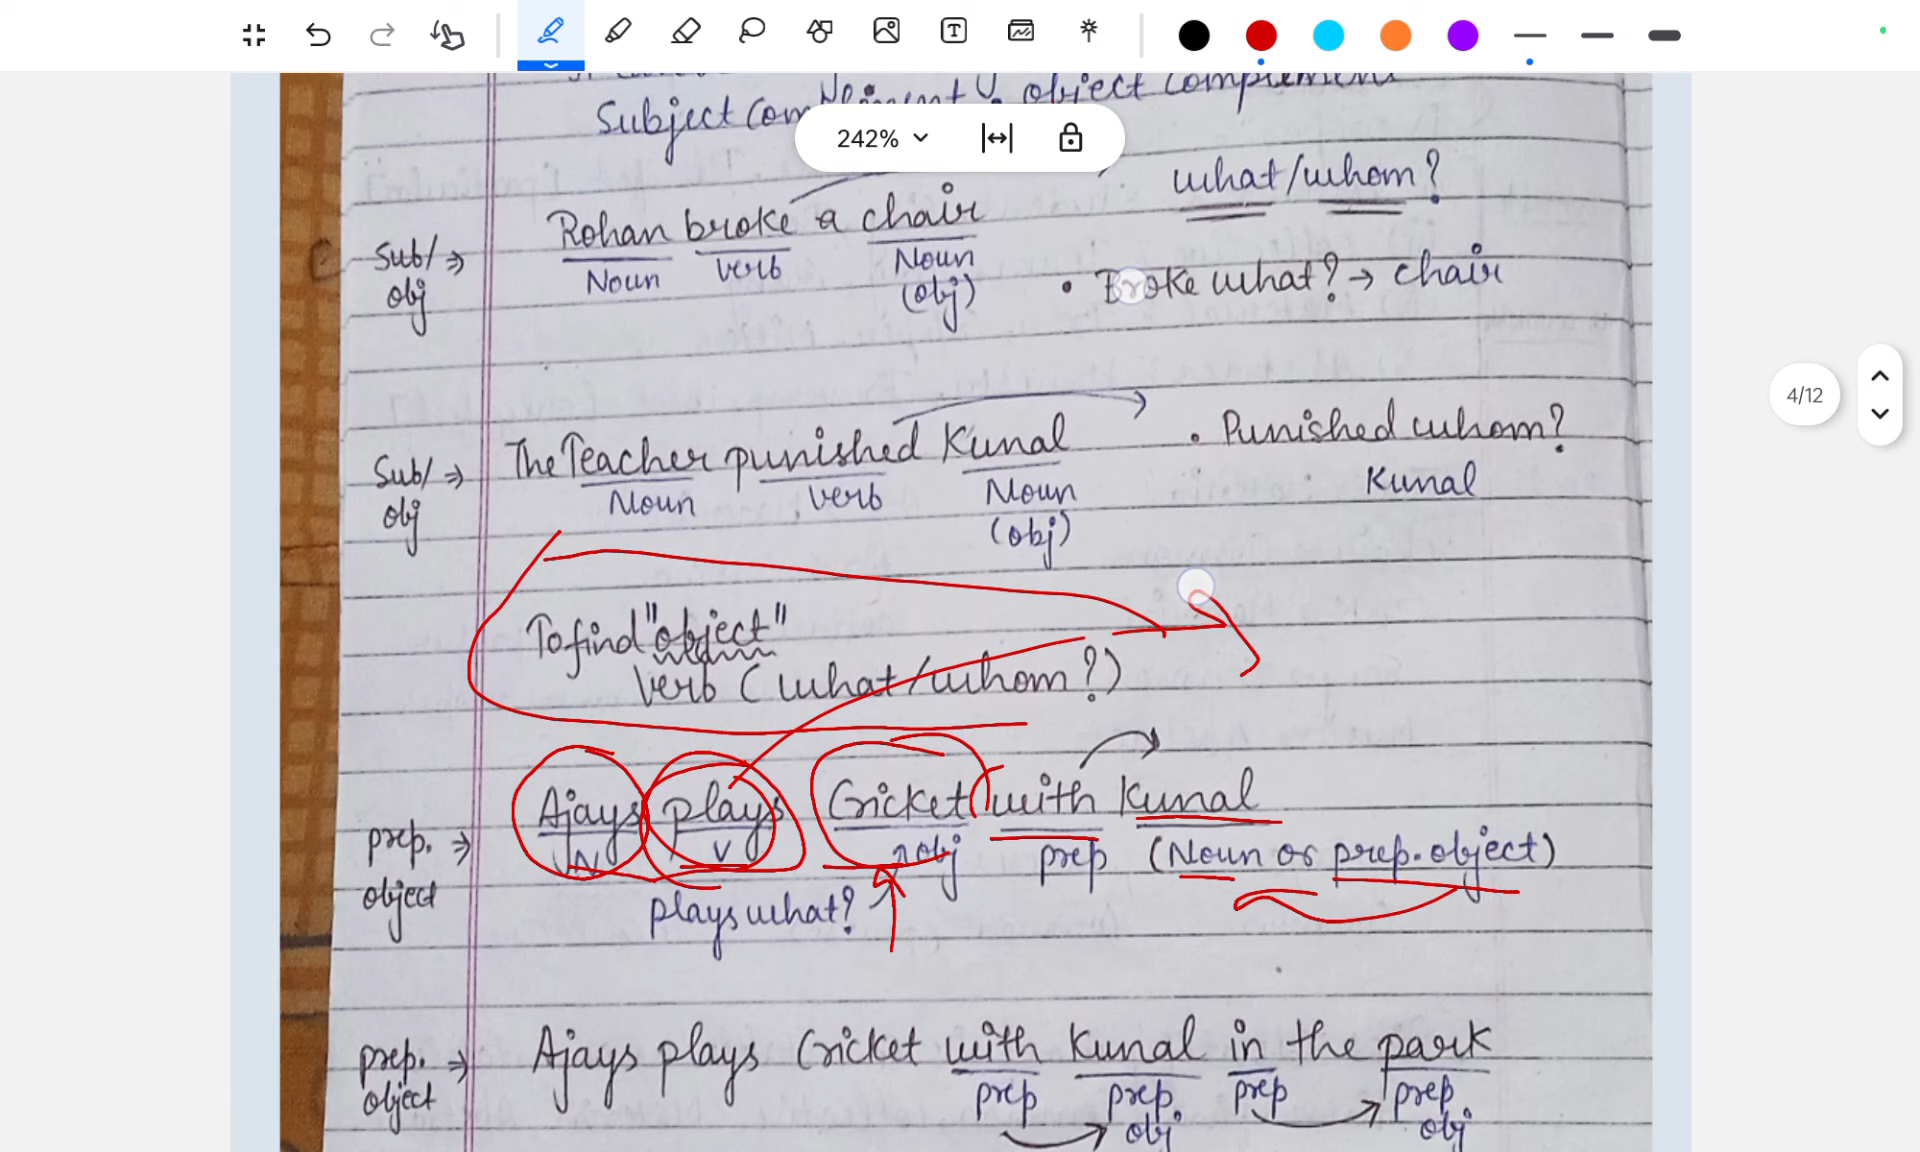 Subject Complement object Complement
242%
what/whom?
Rohan broke a chair
Sub/ ⇒ Noun verb Noun
obj (obj)
• Broke what? → chair
4/12
The Teacher punished Kunal • Punished whom?
Sub/ ⇒ Noun verb Noun Kunal
obj (obj)
To find "object"
Verb (what/whom?)
Ajays plays Cricket with Kunal
prep. ⇒ N V obj prep (Noun or prep. object)
object plays what?
prep. ⇒ Ajays plays Cricket with Kunal in the park
object prep prep. obj prep prep obj